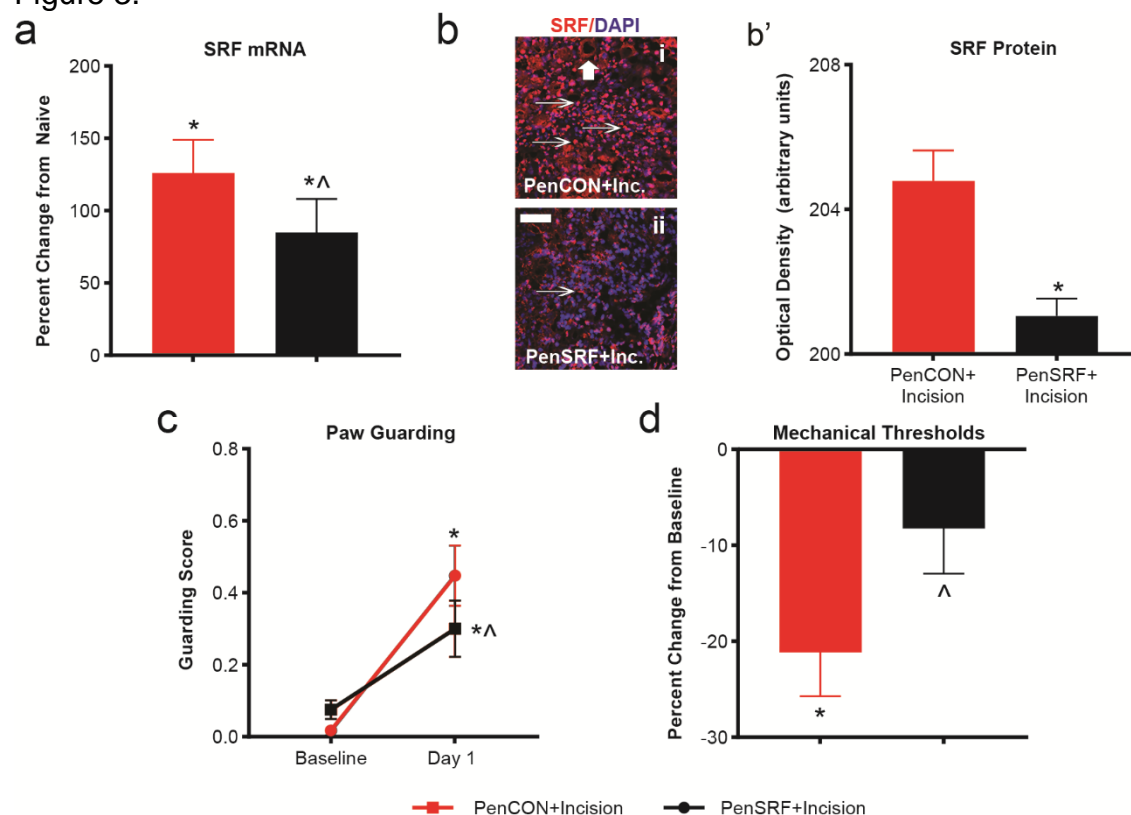 a
SRF mRNA
Percent Change from Naive
200
150
100
50
0
*
*^
b
SRF/DAPI
i
PenCON+Inc.
ii
PenSRF+Inc.
b'
SRF Protein
Optical Density (arbitrary units)
208
204
200
*
PenCON+
Incision
PenSRF+
Incision
c
Paw Guarding
Guarding Score
0.8
0.6
0.4
0.2
0.0
*
*^
Baseline
Day 1
d
Mechanical Thresholds
Percent Change from Baseline
0
-10
-20
-30
*
^
PenCON+Incision
PenSRF+Incision